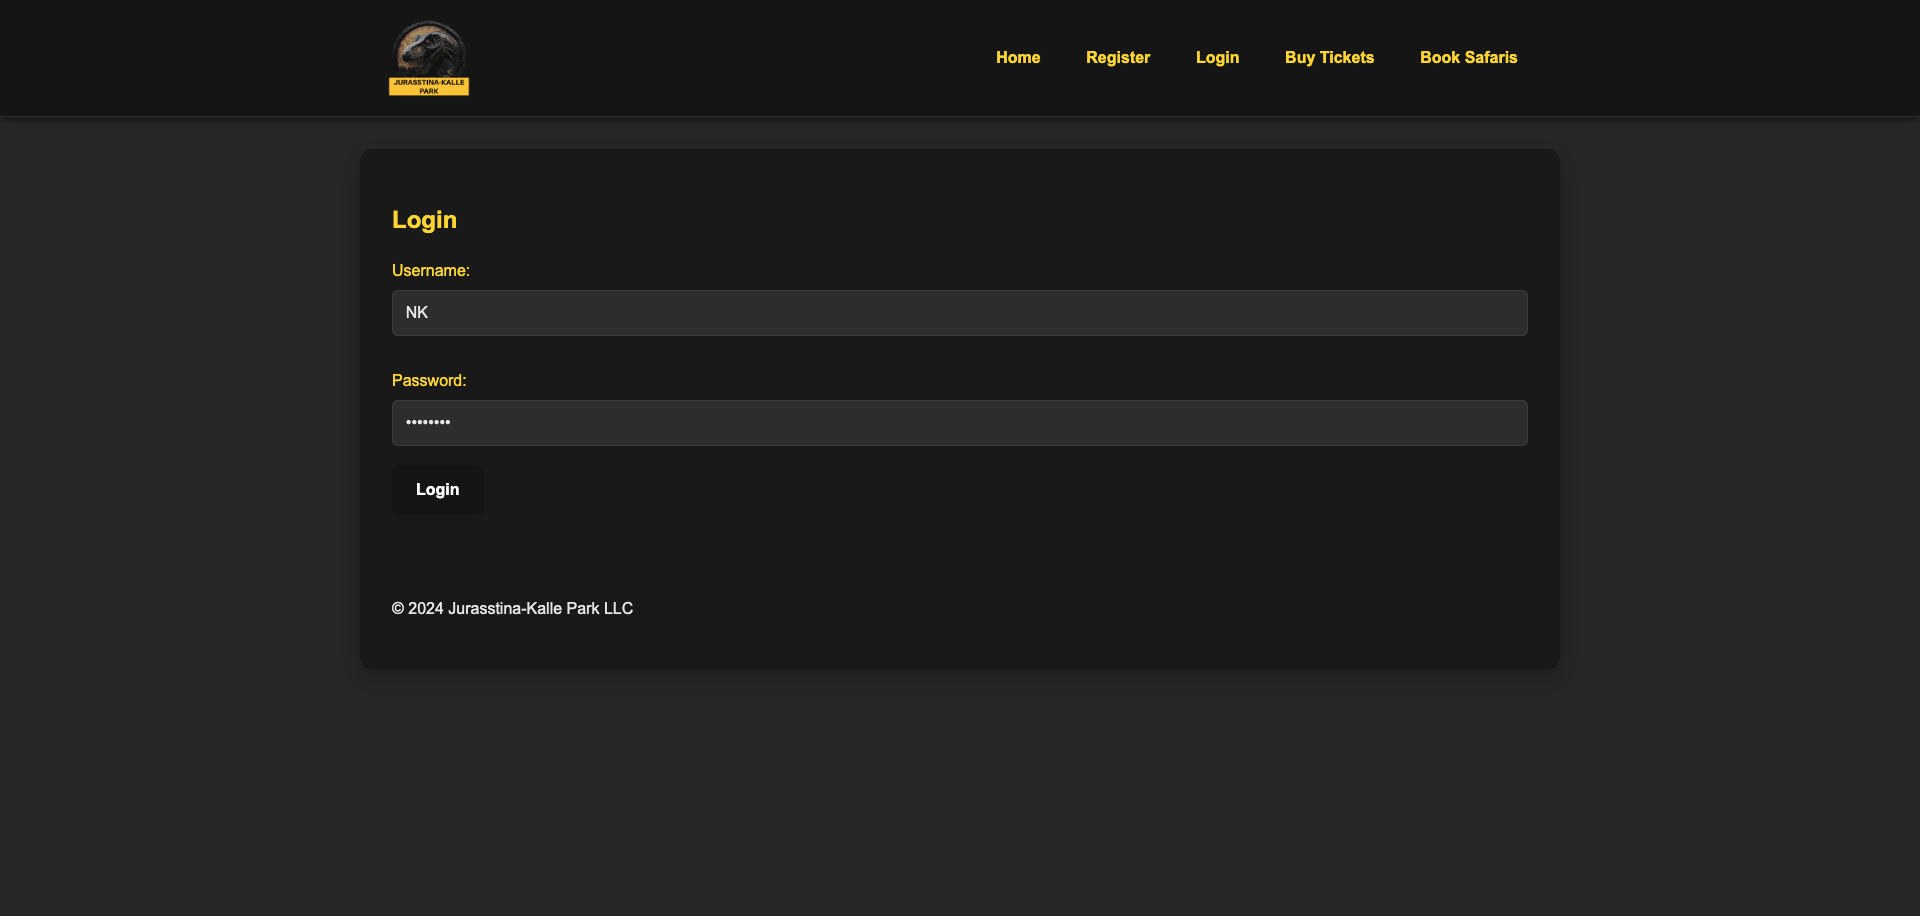 JURASSTINA-KALLE
PARK
Home Register Login Buy Tickets Book Safaris
Login
Username:
NK
Password:
••••••••
Login
© 2024 Jurasstina-Kalle Park LLC